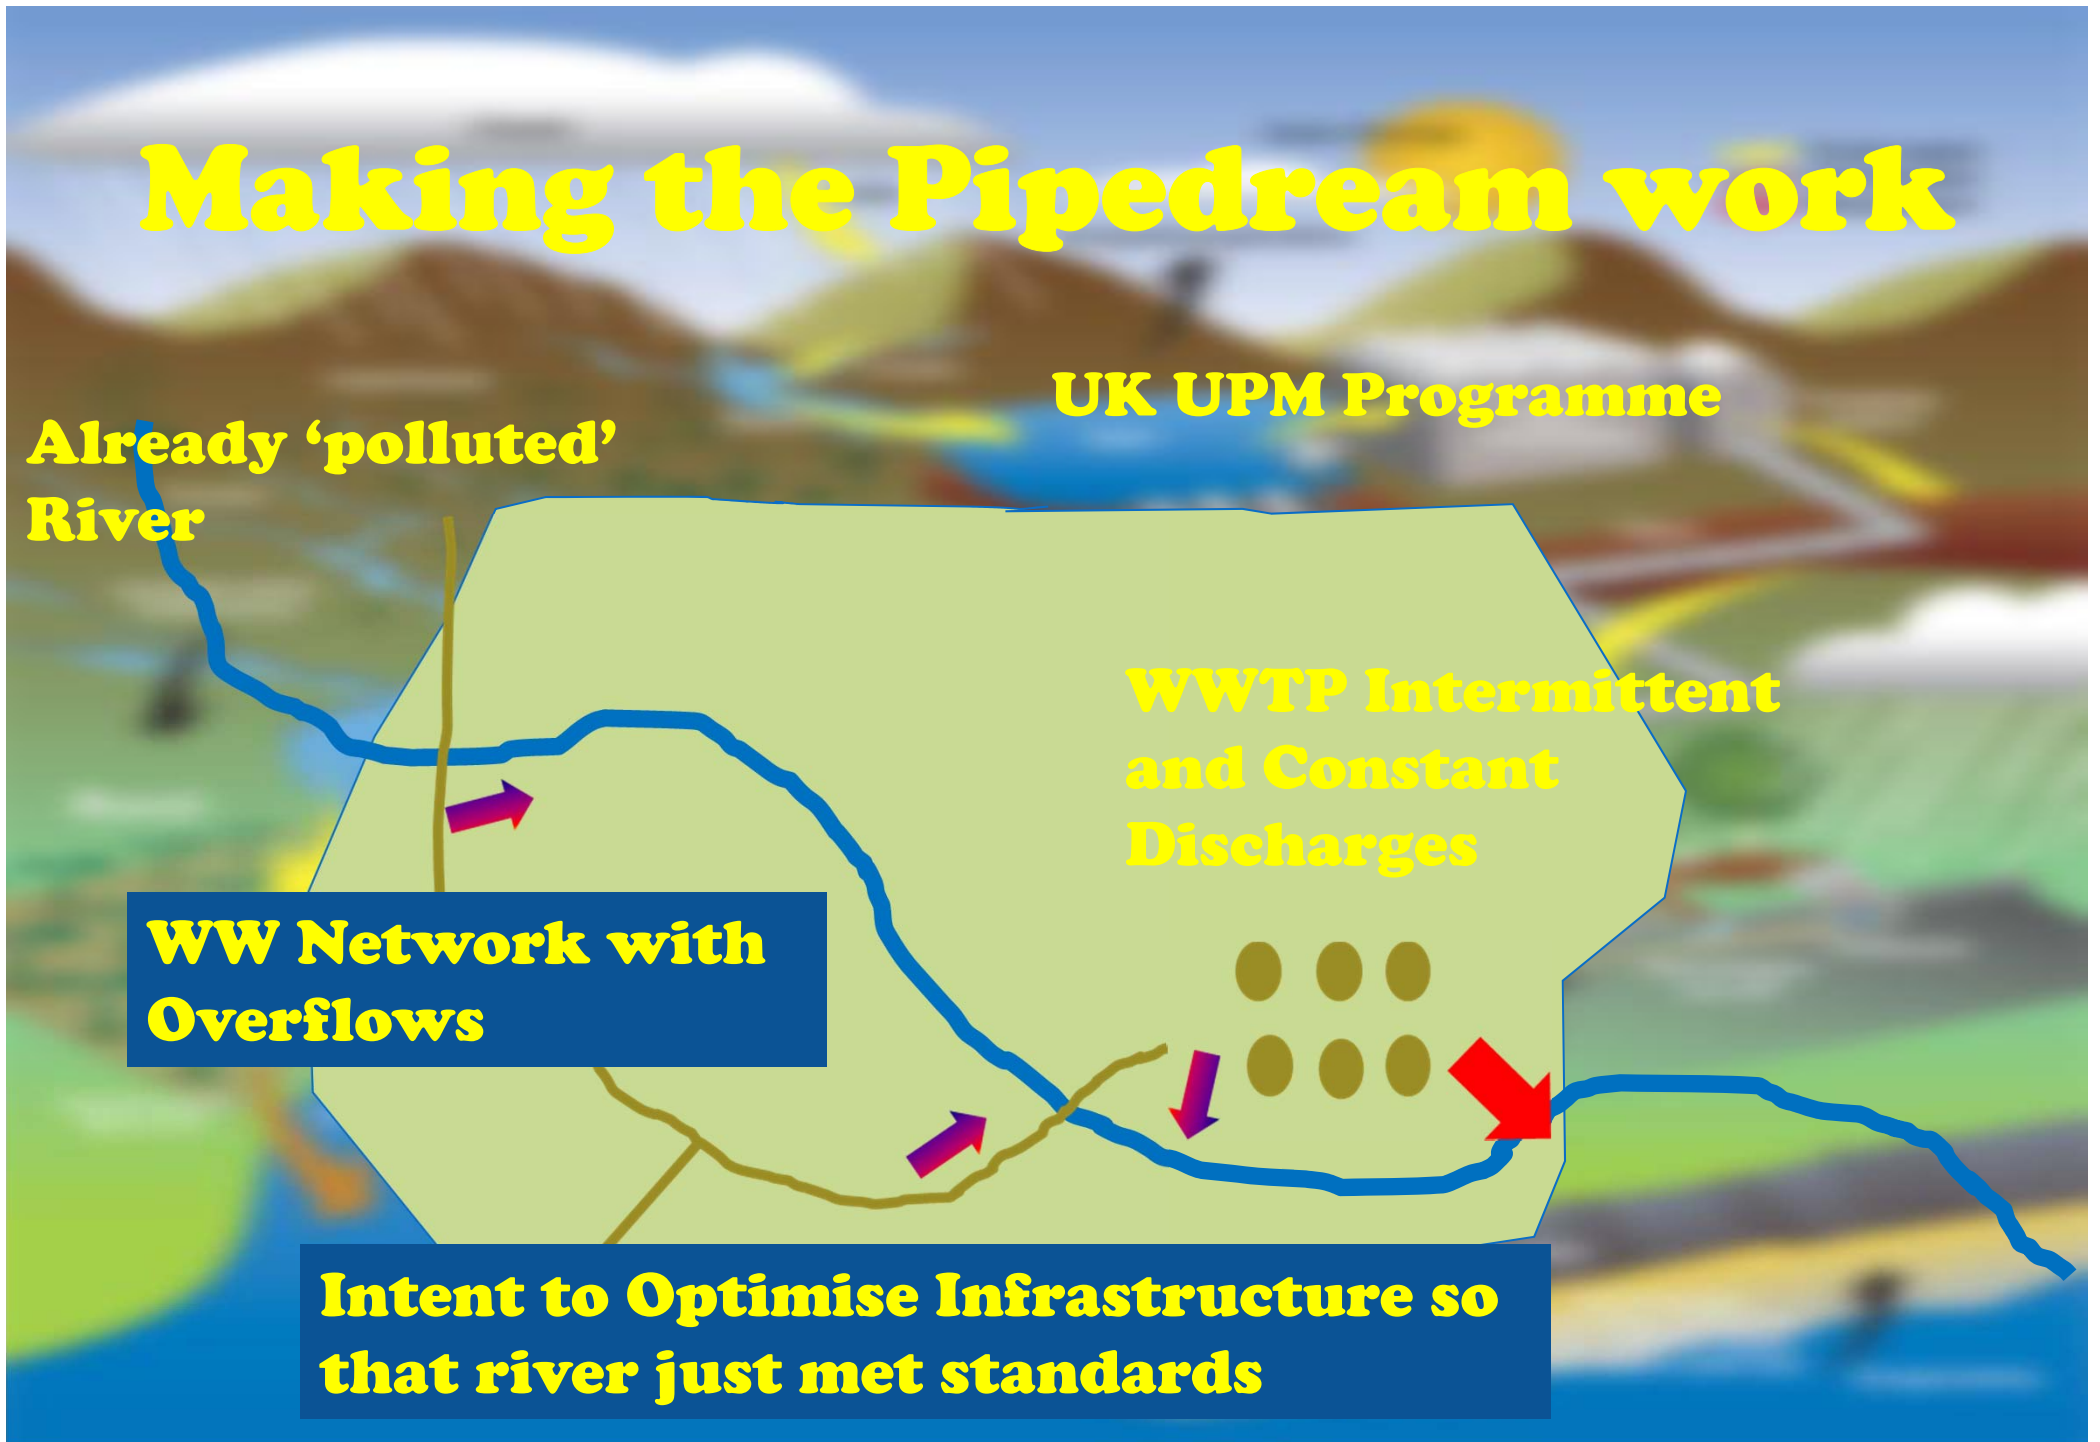 Making the Pipedream work
UK UPM Programme
Already ‘polluted’
River
WWTP Intermittent
and Constant
Discharges
WW Network with
Overflows
Intent to Optimise Infrastructure so
that river just met standards